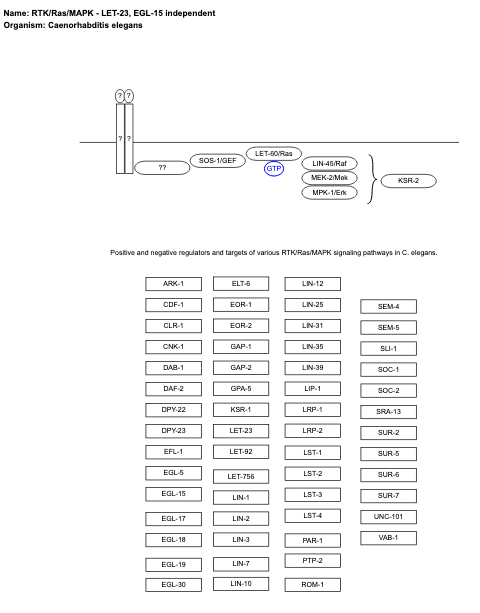 Name: RTK/Ras/MAPK - LET-23, EGL-15 independent
Organism: Caenorhabditis elegans
? ?
? ?
??
SOS-1/GEF
LET-60/Ras
GTP
LIN-45/Raf
MEK-2/Mek
MPK-1/Erk
KSR-2
Positive and negative regulators and targets of various RTK/Ras/MAPK signaling pathways in C. elegans.
ARK-1
CDF-1
CLR-1
CNK-1
DAB-1
DAF-2
DPY-22
DPY-23
EFL-1
EGL-5
EGL-15
EGL-17
EGL-18
EGL-19
EGL-30
ELT-6
EOR-1
EOR-2
GAP-1
GAP-2
GPA-5
KSR-1
LET-23
LET-92
LET-756
LIN-1
LIN-2
LIN-3
LIN-7
LIN-10
LIN-12
LIN-25
LIN-31
LIN-35
LIN-39
LIP-1
LRP-1
LRP-2
LST-1
LST-2
LST-3
LST-4
PAR-1
PTP-2
ROM-1
SEM-4
SEM-5
SLI-1
SOC-1
SOC-2
SRA-13
SUR-2
SUR-5
SUR-6
SUR-7
UNC-101
VAB-1